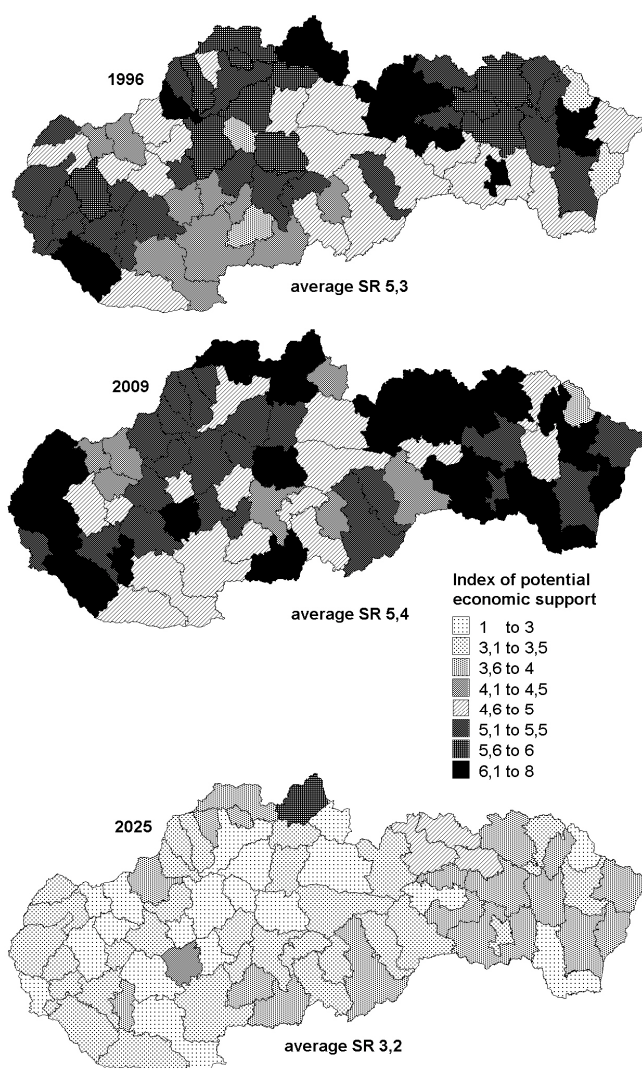 1996
average SR 5,3
2009
average SR 5,4
Index of potential
economic support
1 to 3
3,1 to 3,5
3,6 to 4
4,1 to 4,5
4,6 to 5
5,1 to 5,5
5,6 to 6
6,1 to 8
2025
average SR 3,2